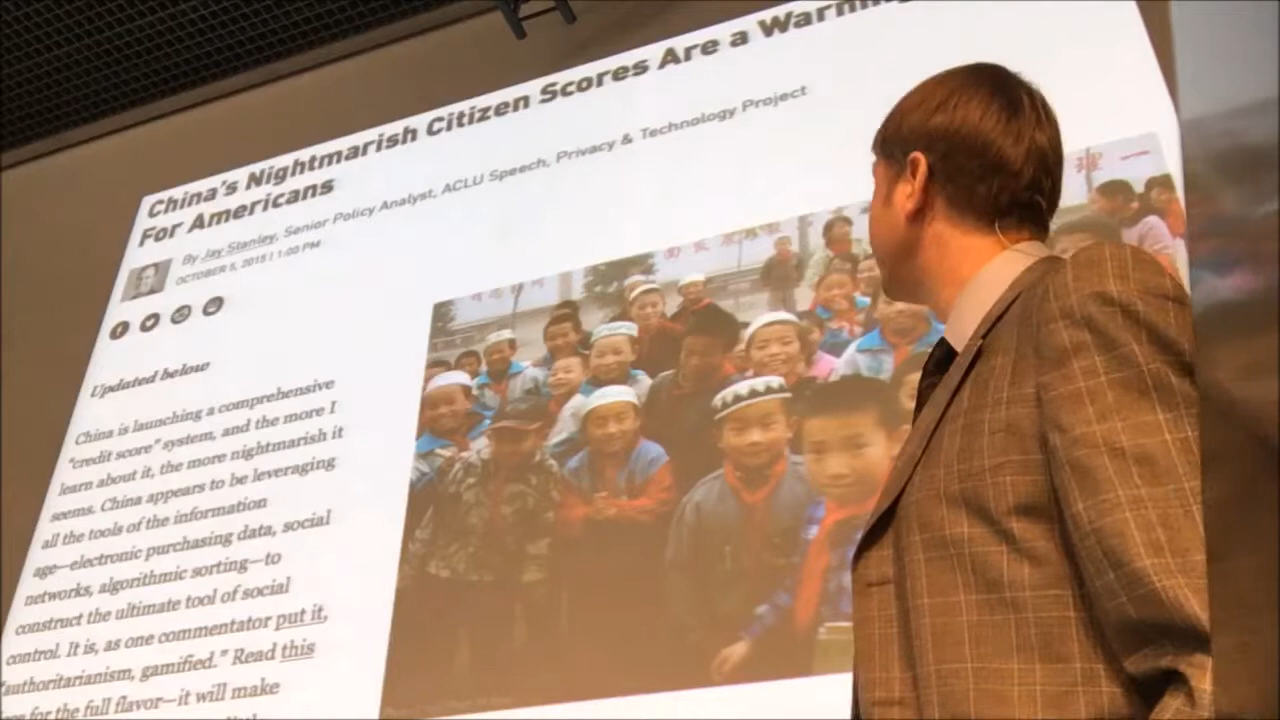 China's Nightmarish Citizen Scores Are a Warning
For Americans
By Jay Stanley, Senior Policy Analyst, ACLU Speech, Privacy & Technology Project
OCTOBER 5, 2015 | 1:00 PM
Updated below
China is launching a comprehensive
"credit score" system, and the more I
learn about it, the more nightmarish it
seems. China appears to be leveraging
all the tools of the information
age—electronic purchasing data, social
networks, algorithmic sorting—to
construct the ultimate tool of social
control. It is, as one commentator put it,
"authoritarianism, gamified." Read this
for the full flavor—it will make
理 一